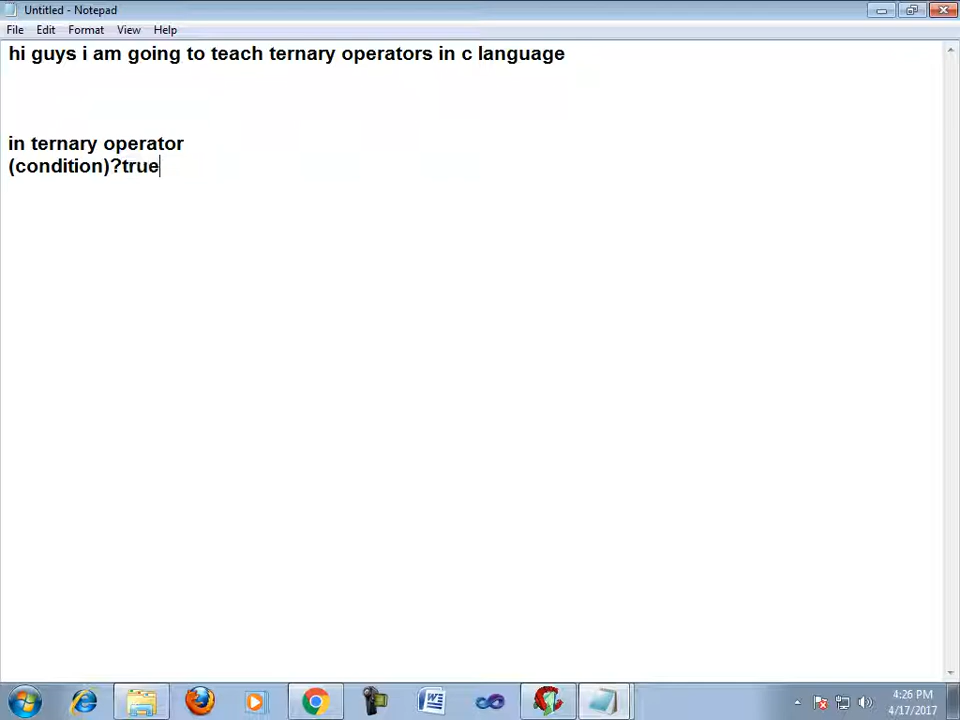 Untitled - Notepad
File Edit Format View Help
hi guys i am going to teach ternary operators in c language
in ternary operator
(condition)?true
4:26 PM
4/17/2017